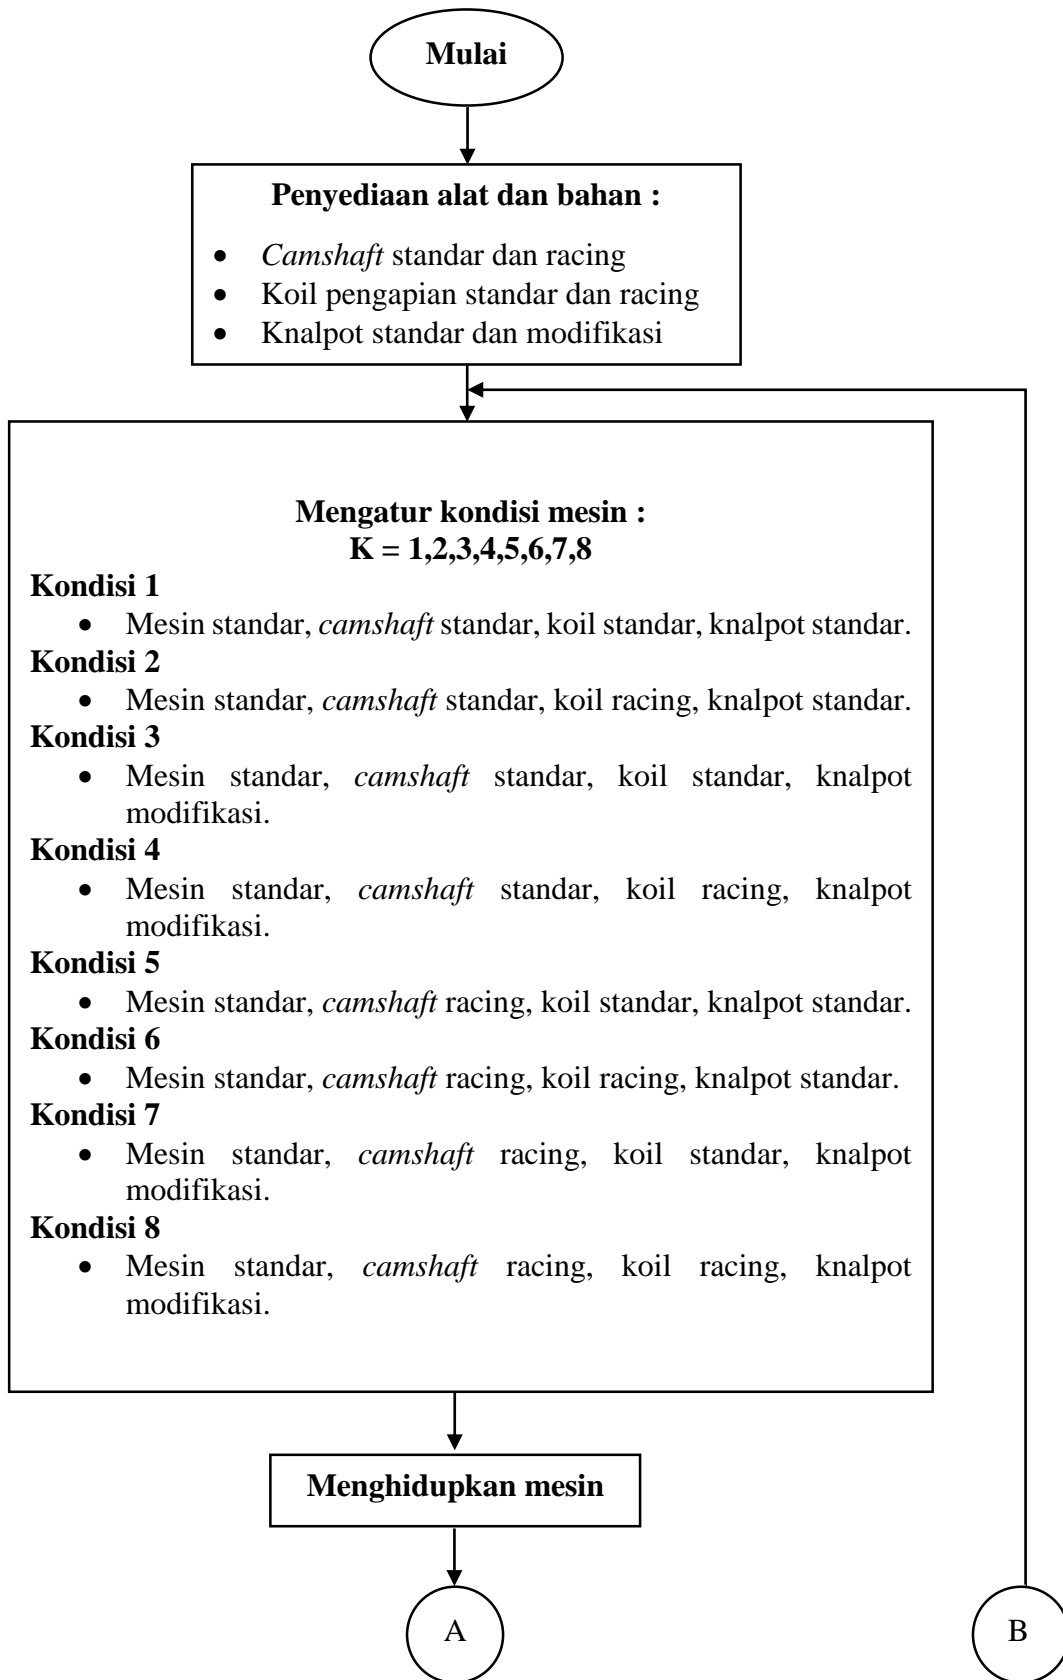 Mulai
Penyediaan alat dan bahan :
• Camshaft standar dan racing
• Koil pengapian standar dan racing
• Knalpot standar dan modifikasi
Mengatur kondisi mesin :
K = 1,2,3,4,5,6,7,8
Kondisi 1
• Mesin standar, camshaft standar, koil standar, knalpot standar.
Kondisi 2
• Mesin standar, camshaft standar, koil racing, knalpot standar.
Kondisi 3
• Mesin standar, camshaft standar, koil standar, knalpot
modifikasi.
Kondisi 4
• Mesin standar, camshaft standar, koil racing, knalpot
modifikasi.
Kondisi 5
• Mesin standar, camshaft racing, koil standar, knalpot standar.
Kondisi 6
• Mesin standar, camshaft racing, koil racing, knalpot standar.
Kondisi 7
• Mesin standar, camshaft racing, koil standar, knalpot
modifikasi.
Kondisi 8
• Mesin standar, camshaft racing, koil racing, knalpot
modifikasi.
Menghidupkan mesin
A
B